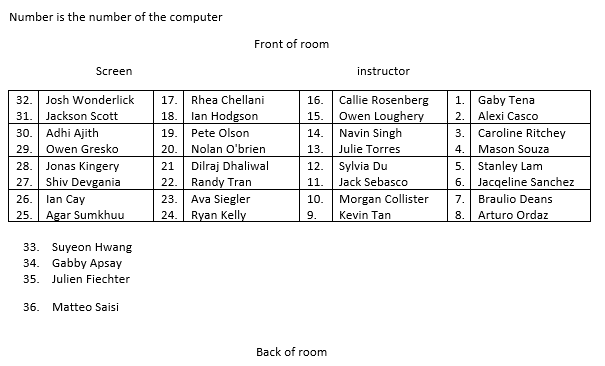 Number is the number of the computer
Front of room
Screen instructor
32. Josh Wonderlick 17. Rhea Chellani 16. Callie Rosenberg 1. Gaby Tena
31. Jackson Scott 18. Ian Hodgson 15. Owen Loughery 2. Alexi Casco
30. Adhi Ajith 19. Pete Olson 14. Navin Singh 3. Caroline Ritchey
29. Owen Gresko 20. Nolan O'brien 13. Julie Torres 4. Mason Souza
28. Jonas Kingery 21 Dilraj Dhaliwal 12. Sylvia Du 5. Stanley Lam
27. Shiv Devgania 22. Randy Tran 11. Jack Sebasco 6. Jacqeline Sanchez
26. Ian Cay 23. Ava Siegler 10. Morgan Collister 7. Braulio Deans
25. Agar Sumkhuu 24. Ryan Kelly 9. Kevin Tan 8. Arturo Ordaz
33. Suyeon Hwang
34. Gabby Apsay
35. Julien Fiechter
36. Matteo Saisi
Back of room